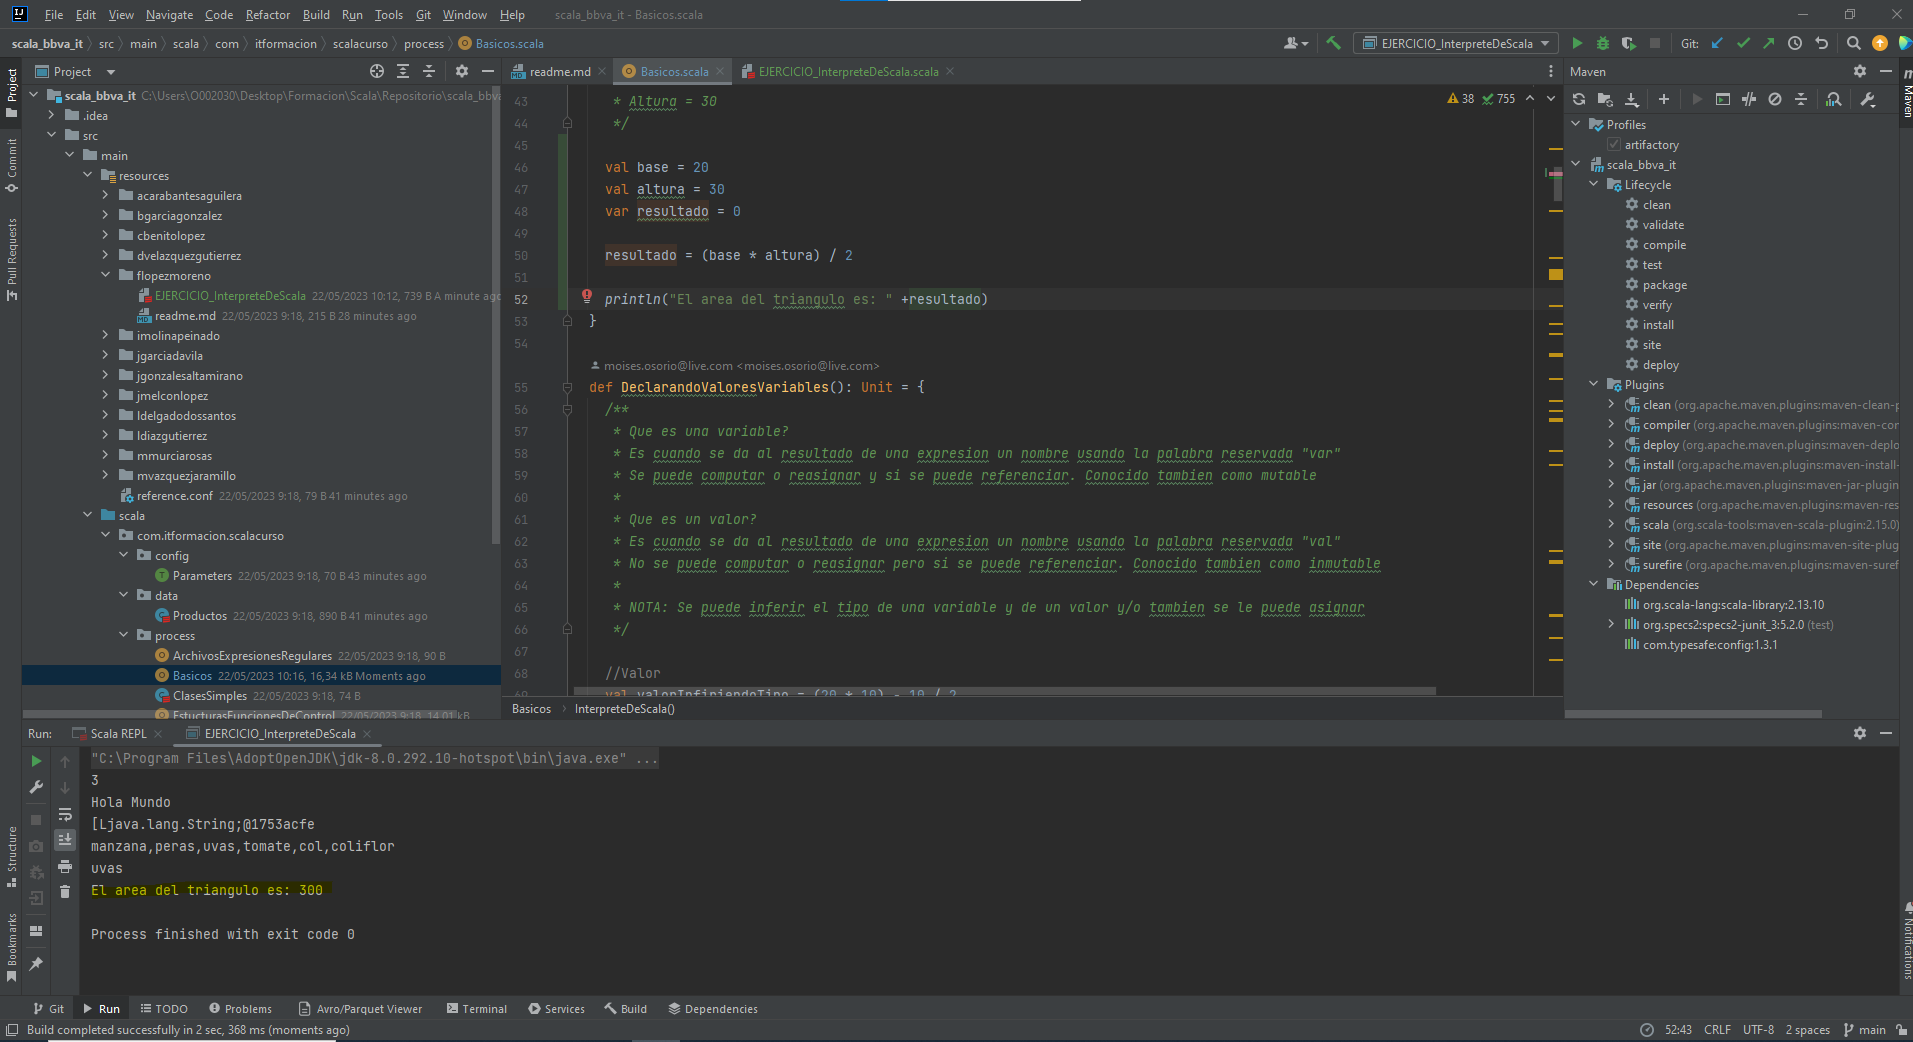 File Edit View Navigate Code Refactor Build Run Tools Git Window Help scala_bbva_it - Basicos.scala
scala_bbva_it src main scala com itformacion scalacurso process Basicos.scala EJERCICIO_InterpreteDeScala Git:
Project
readme.md Basicos.scala EJERCICIO_InterpreteDeScala.scala
Maven
Project
Commit
Pull Requests
Structure
Bookmarks
scala_bbva_it C:\Users\O002030\Desktop\Formacion\Scala\Repositorio\scala_bbva
.idea
src
main
resources
acarabantesaguilera
bgarciagonzalez
cbenitolopez
dvelazquezgutierrez
flopezmoreno
EJERCICIO_InterpreteDeScala 22/05/2023 10:12, 739 B A minute ago
readme.md 22/05/2023 9:18, 215 B 28 minutes ago
imolinapeinado
jgarciadavila
jgonzalesaltamirano
jmelconlopez
ldelgadodossantos
ldiazgutierrez
mmurciarosas
mvazquezjaramillo
reference.conf 22/05/2023 9:18, 79 B 41 minutes ago
scala
com.itformacion.scalacurso
config
Parameters 22/05/2023 9:18, 70 B 43 minutes ago
data
Productos 22/05/2023 9:18, 890 B 41 minutes ago
process
ArchivosExpresionesRegulares 22/05/2023 9:18, 90 B
Basicos 22/05/2023 10:16, 16,34 kB Moments ago
ClasesSimples 22/05/2023 9:18, 74 B
EstucturasFuncionesDeControl 22/05/2023 9:18, 14,01 kB
38 755
43 * Altura = 30
44 */
45
46 val base = 20
47 val altura = 30
48 var resultado = 0
49
50 resultado = (base * altura) / 2
51
52 println("El area del triangulo es: " +resultado)
53 }
54
moises.osorio@live.com <moises.osorio@live.com>
55 def DeclarandoValoresVariables(): Unit = {
56 /**
57 * Que es una variable?
58 * Es cuando se da al resultado de una expresion un nombre usando la palabra reservada "var"
59 * Se puede computar o reasignar y si se puede referenciar. Conocido tambien como mutable
60 *
61 * Que es un valor?
62 * Es cuando se da al resultado de una expresion un nombre usando la palabra reservada "val"
63 * No se puede computar o reasignar pero si se puede referenciar. Conocido tambien como inmutable
64 *
65 * NOTA: Se puede inferir el tipo de una variable y de un valor y/o tambien se le puede asignar
66 */
67
68 //Valor
69 val valorInfiriendoTipo = (20 * 10) - 10 / 2
Basicos InterpreteDeScala()
Profiles
artifactory
scala_bbva_it
Lifecycle
clean
validate
compile
test
package
verify
install
site
deploy
Plugins
clean (org.apache.maven.plugins:maven-clean-p
compiler (org.apache.maven.plugins:maven-con
deploy (org.apache.maven.plugins:maven-deplo
install (org.apache.maven.plugins:maven-install-
jar (org.apache.maven.plugins:maven-jar-plugin
resources (org.apache.maven.plugins:maven-res
scala (org.scala-tools:maven-scala-plugin:2.15.0)
site (org.apache.maven.plugins:maven-site-plug
surefire (org.apache.maven.plugins:maven-suref
Dependencies
org.scala-lang:scala-library:2.13.10
org.specs2:specs2-junit_3:5.2.0 (test)
com.typesafe:config:1.3.1
Maven
Notifications
Run: Scala REPL EJERCICIO_InterpreteDeScala
"C:\Program Files\AdoptOpenJDK\jdk-8.0.292.10-hotspot\bin\java.exe" ...
3
Hola Mundo
[Ljava.lang.String;@1753acfe
manzana,peras,uvas,tomate,col,coliflor
uvas
El area del triangulo es: 300
Process finished with exit code 0
Git Run TODO Problems Avro/Parquet Viewer Terminal Services Build Dependencies
Build completed successfully in 2 sec, 368 ms (moments ago) 52:43 CRLF UTF-8 2 spaces main